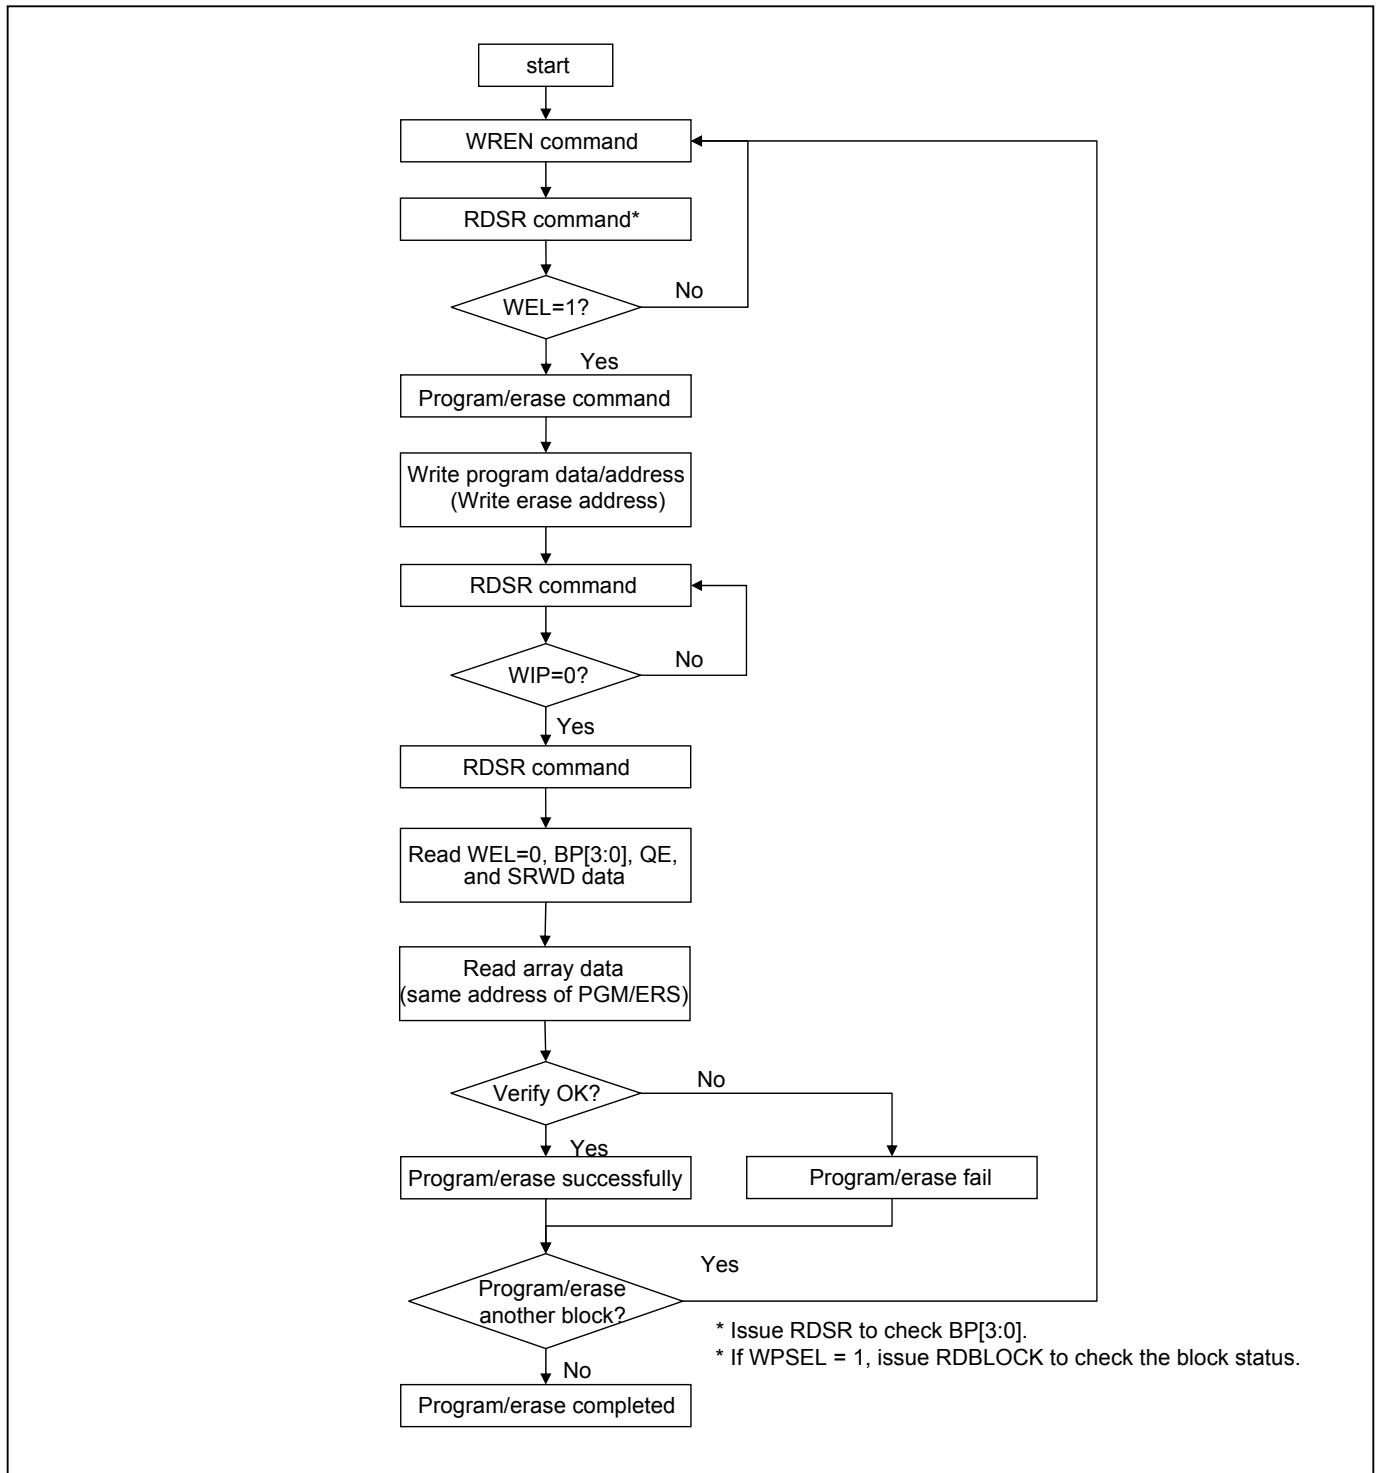 start
WREN command
RDSR command*
WEL=1?
No
Yes
Program/erase command
Write program data/address
(Write erase address)
RDSR command
WIP=0?
No
Yes
RDSR command
Read WEL=0, BP[3:0], QE,
and SRWD data
Read array data
(same address of PGM/ERS)
Verify OK?
No
Yes
Program/erase successfully
Program/erase fail
Program/erase
another block?
Yes
* Issue RDSR to check BP[3:0].
* If WPSEL = 1, issue RDBLOCK to check the block status.
No
Program/erase completed